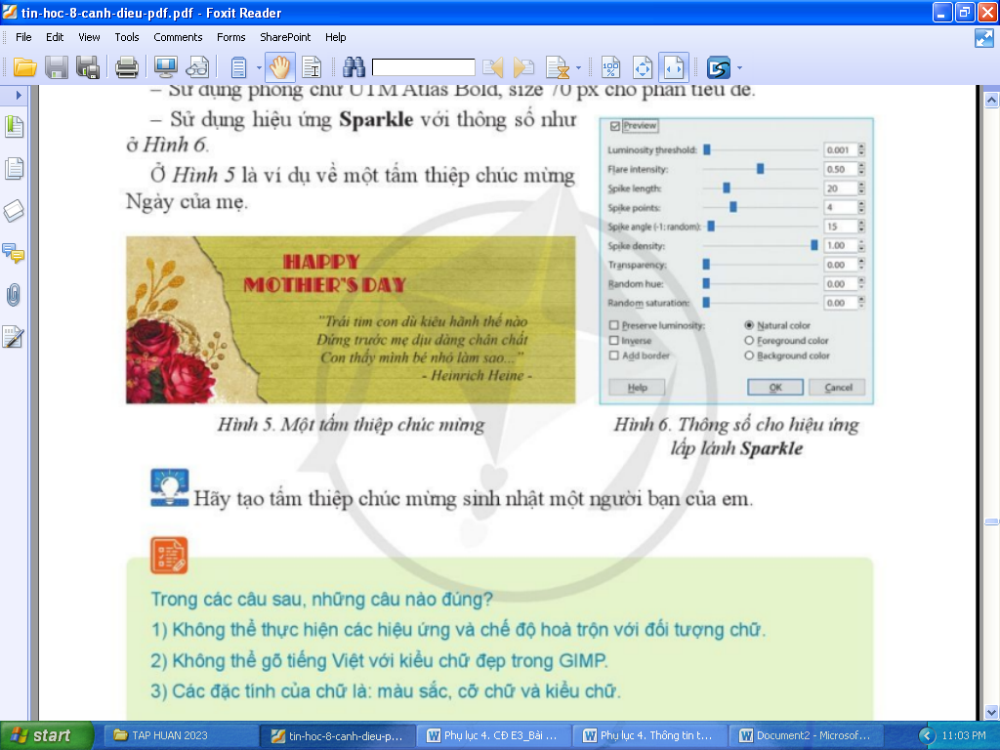 tin-hoc-8-canh-dieu-pdf.pdf - Foxit Reader
File Edit View Tools Comments Forms SharePoint Help
– Sử dụng phông chữ UTM Atlas Bold, size 70 px cho phần tiêu đề.
– Sử dụng hiệu ứng Sparkle với thông số như
ở Hình 6.
Ở Hình 5 là ví dụ về một tấm thiệp chúc mừng
Ngày của mẹ.
HAPPY
MOTHER'S DAY
"Trái tim con dù kiêu hãnh thế nào
Đứng trước mẹ dịu dàng chân chất
Con thấy mình bé nhỏ làm sao..."
- Heinrich Heine -
Hình 5. Một tấm thiệp chúc mừng
Preview
Luminosity threshold: 0.001
Flare intensity: 0.50
Spike length: 20
Spike points: 4
Spike angle (-1: random): 15
Spike density: 1.00
Transparency: 0.00
Random hue: 0.00
Random saturation: 0.00
Preserve luminosity: Natural color
Inverse Foreground color
Add border Background color
Help OK Cancel
Hình 6. Thông số cho hiệu ứng
lấp lánh Sparkle
Hãy tạo tấm thiệp chúc mừng sinh nhật một người bạn của em.
Trong các câu sau, những câu nào đúng?
1) Không thể thực hiện các hiệu ứng và chế độ hoà trộn với đối tượng chữ.
2) Không thể gõ tiếng Việt với kiểu chữ đẹp trong GIMP.
3) Các đặc tính của chữ là: màu sắc, cỡ chữ và kiểu chữ.
start TAP HUAN 2023 tin-hoc-8-canh-dieu-p... Phụ lục 4. CĐ E3_Bài ... Phụ lục 4. Thông tin t... Document2 - Microsof... 11:03 PM